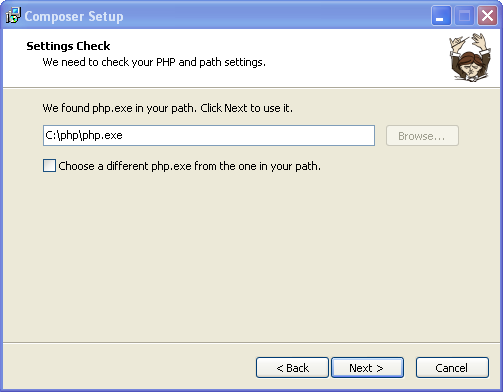 Composer Setup
Settings Check
We need to check your PHP and path settings.
We found php.exe in your path. Click Next to use it.
C:\php\php.exe
Browse...
Choose a different php.exe from the one in your path.
< Back
Next >
Cancel